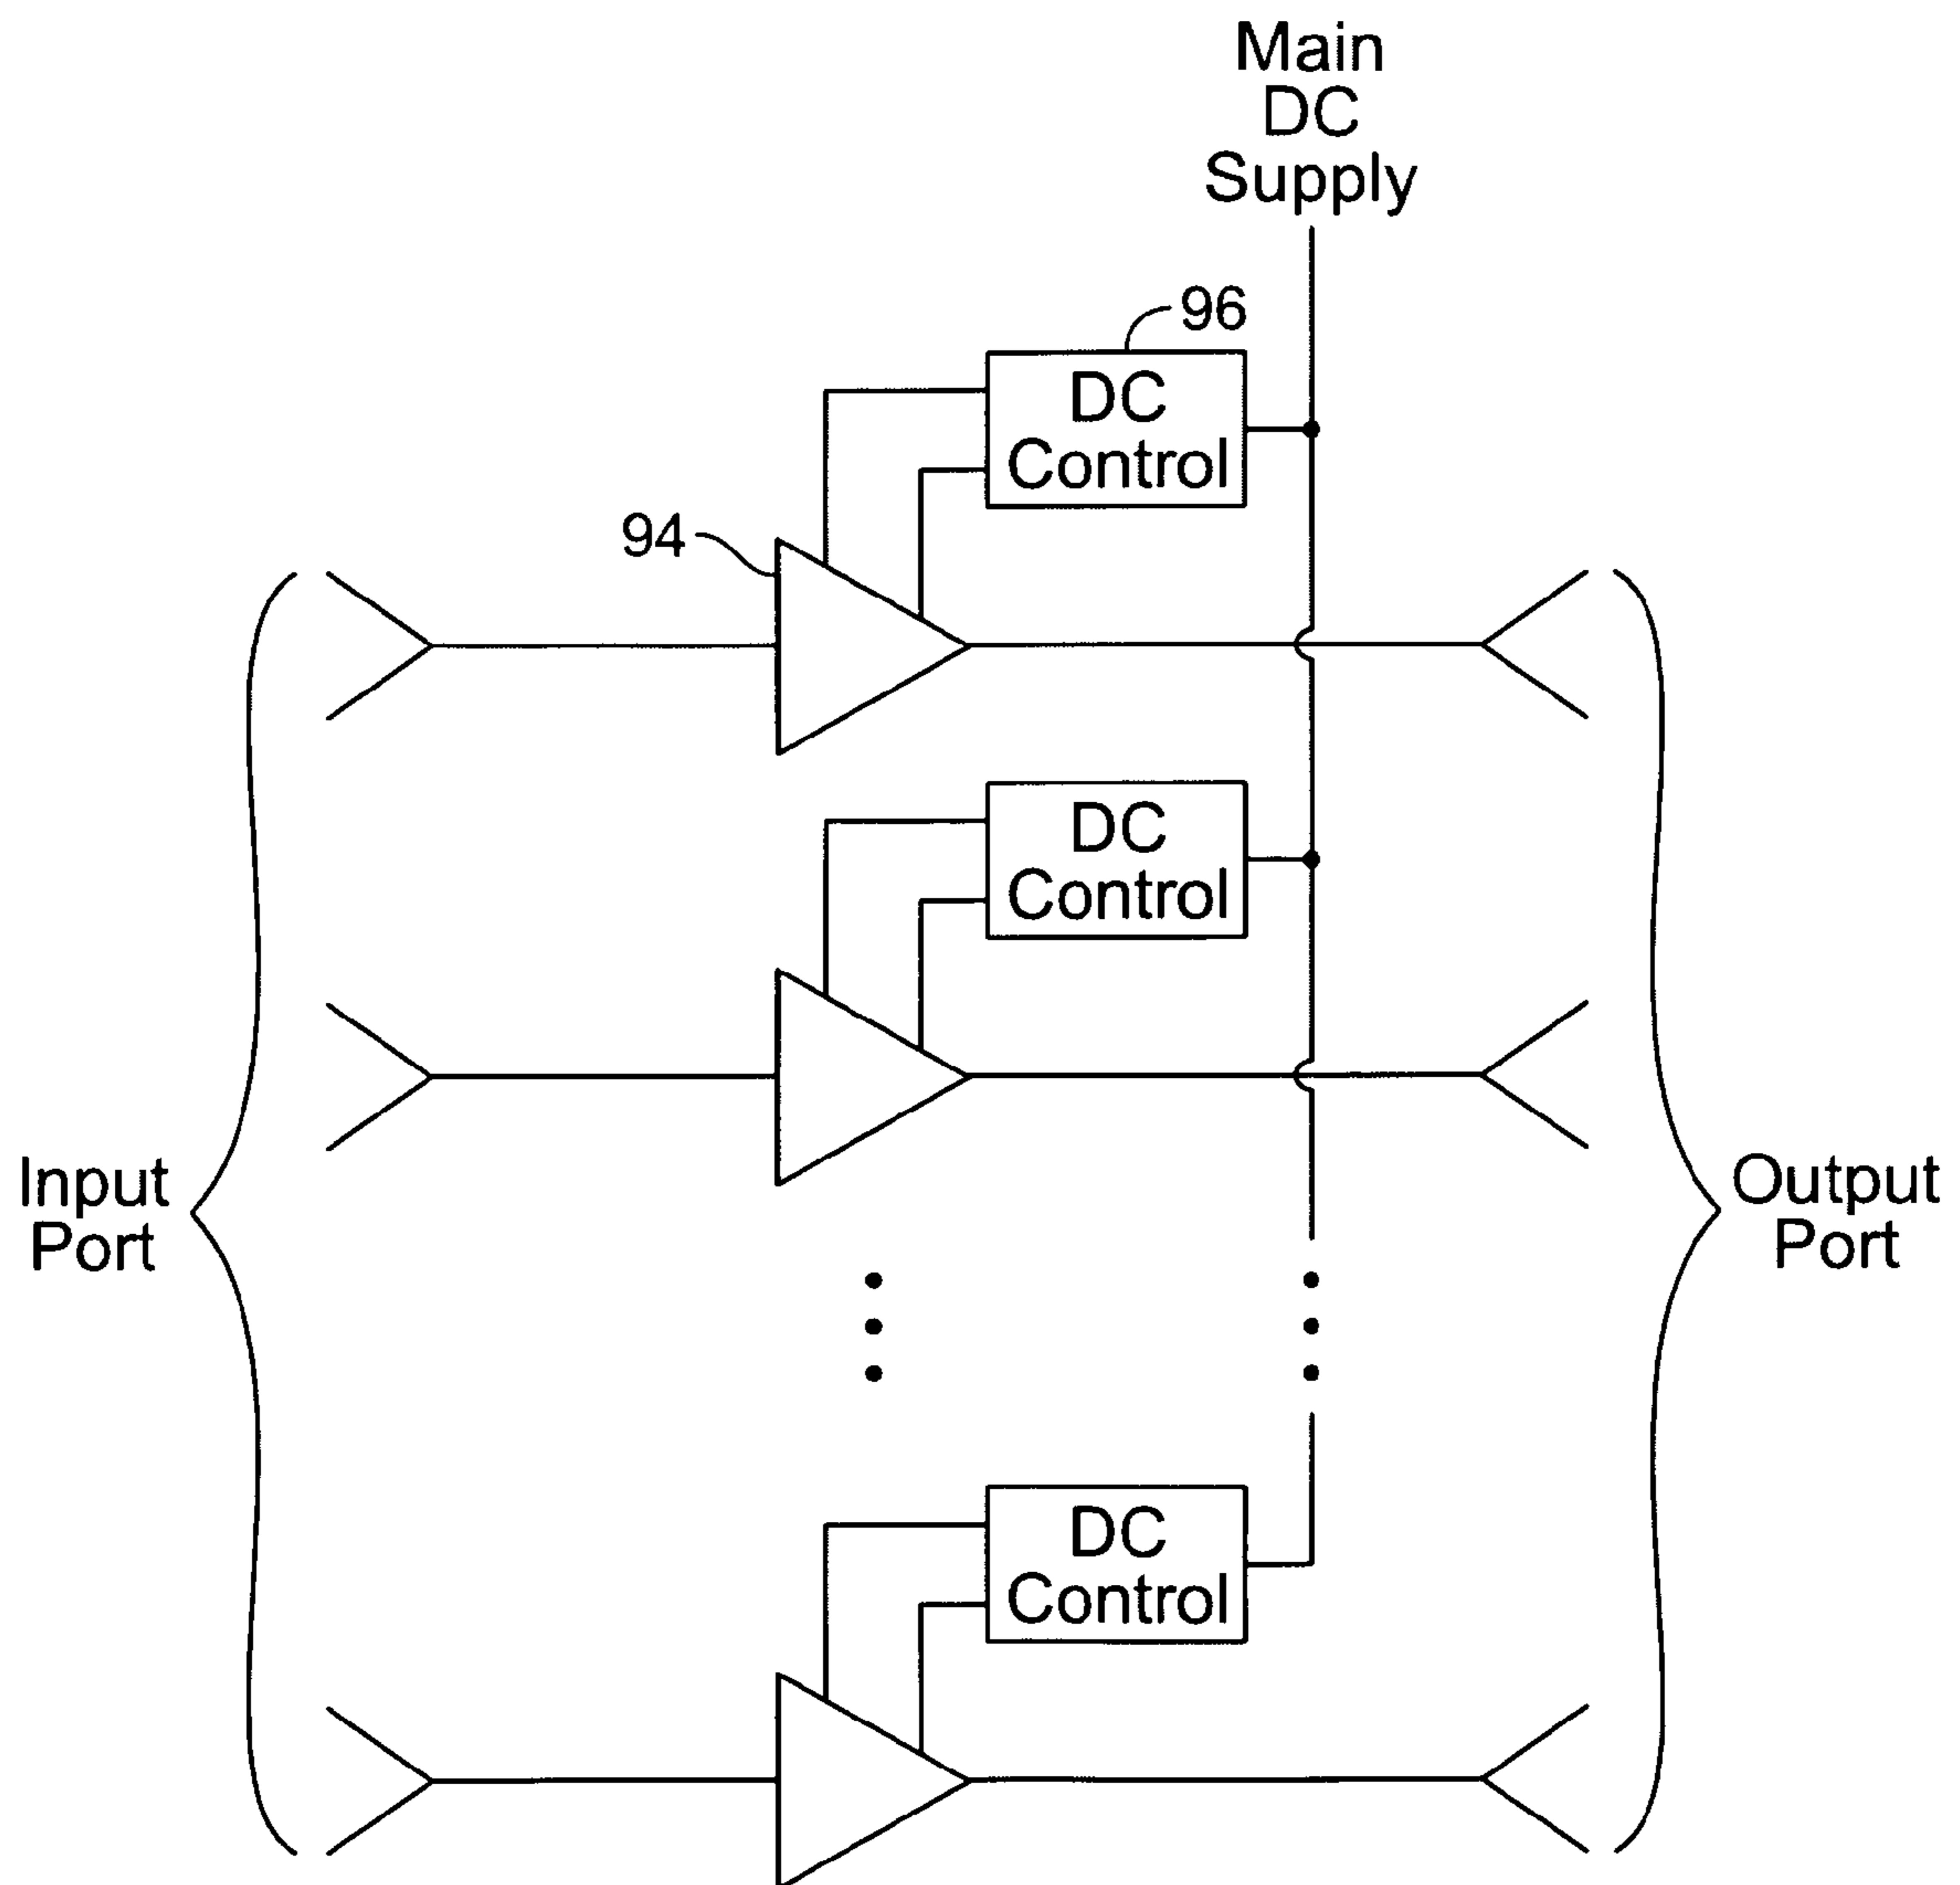 Main
DC
Supply
96
DC
Control
94
DC
Control
Input
Port
Output
Port
DC
Control